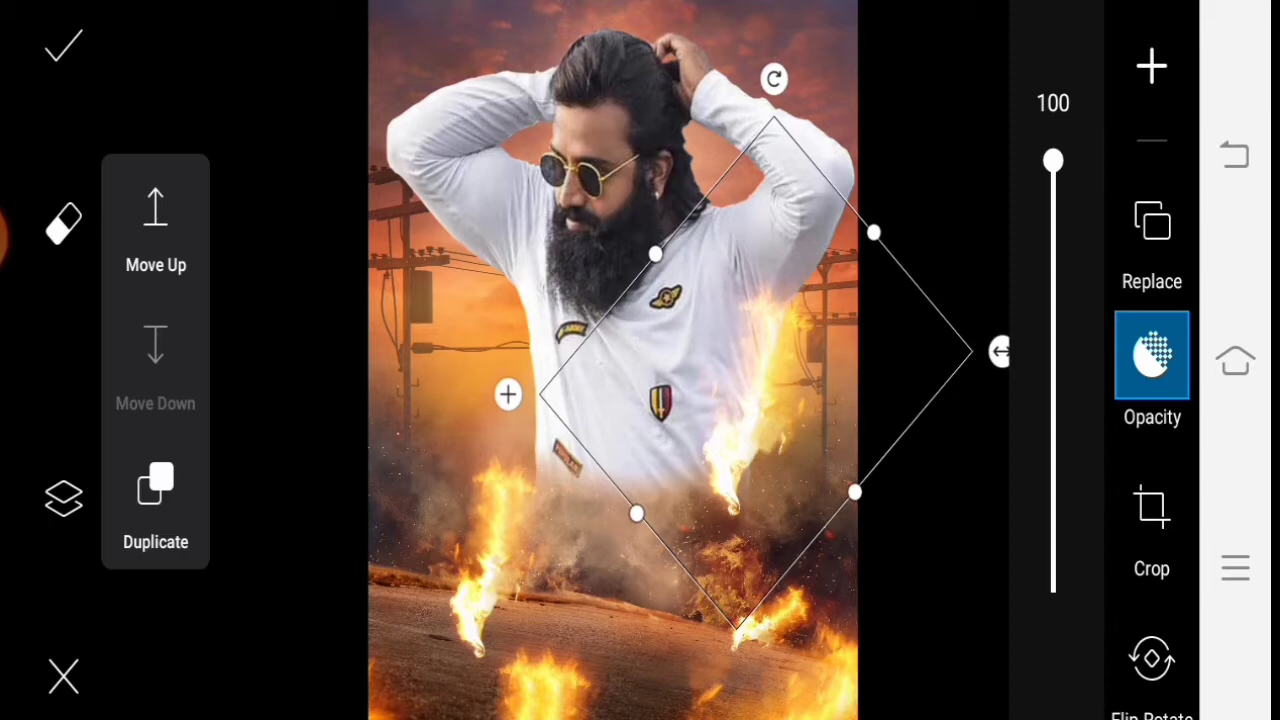 Move Up
Move Down
Duplicate
100
Replace
Opacity
Crop
Flip Rotate